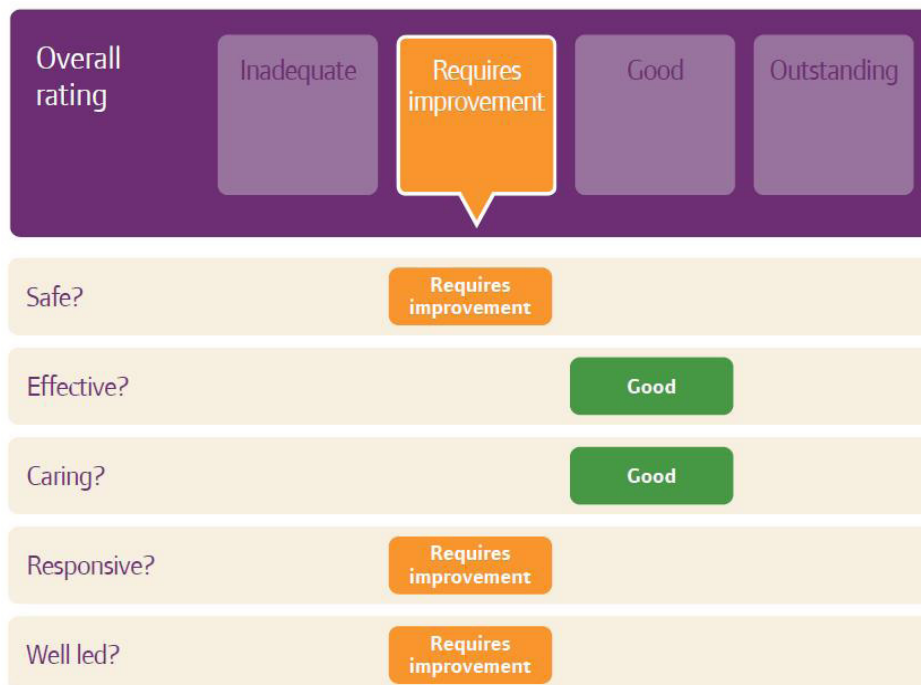 Overall
rating
Inadequate
Requires
improvement
Good
Outstanding
Safe?
Requires
improvement
Effective?
Good
Caring?
Good
Responsive?
Requires
improvement
Well led?
Requires
improvement